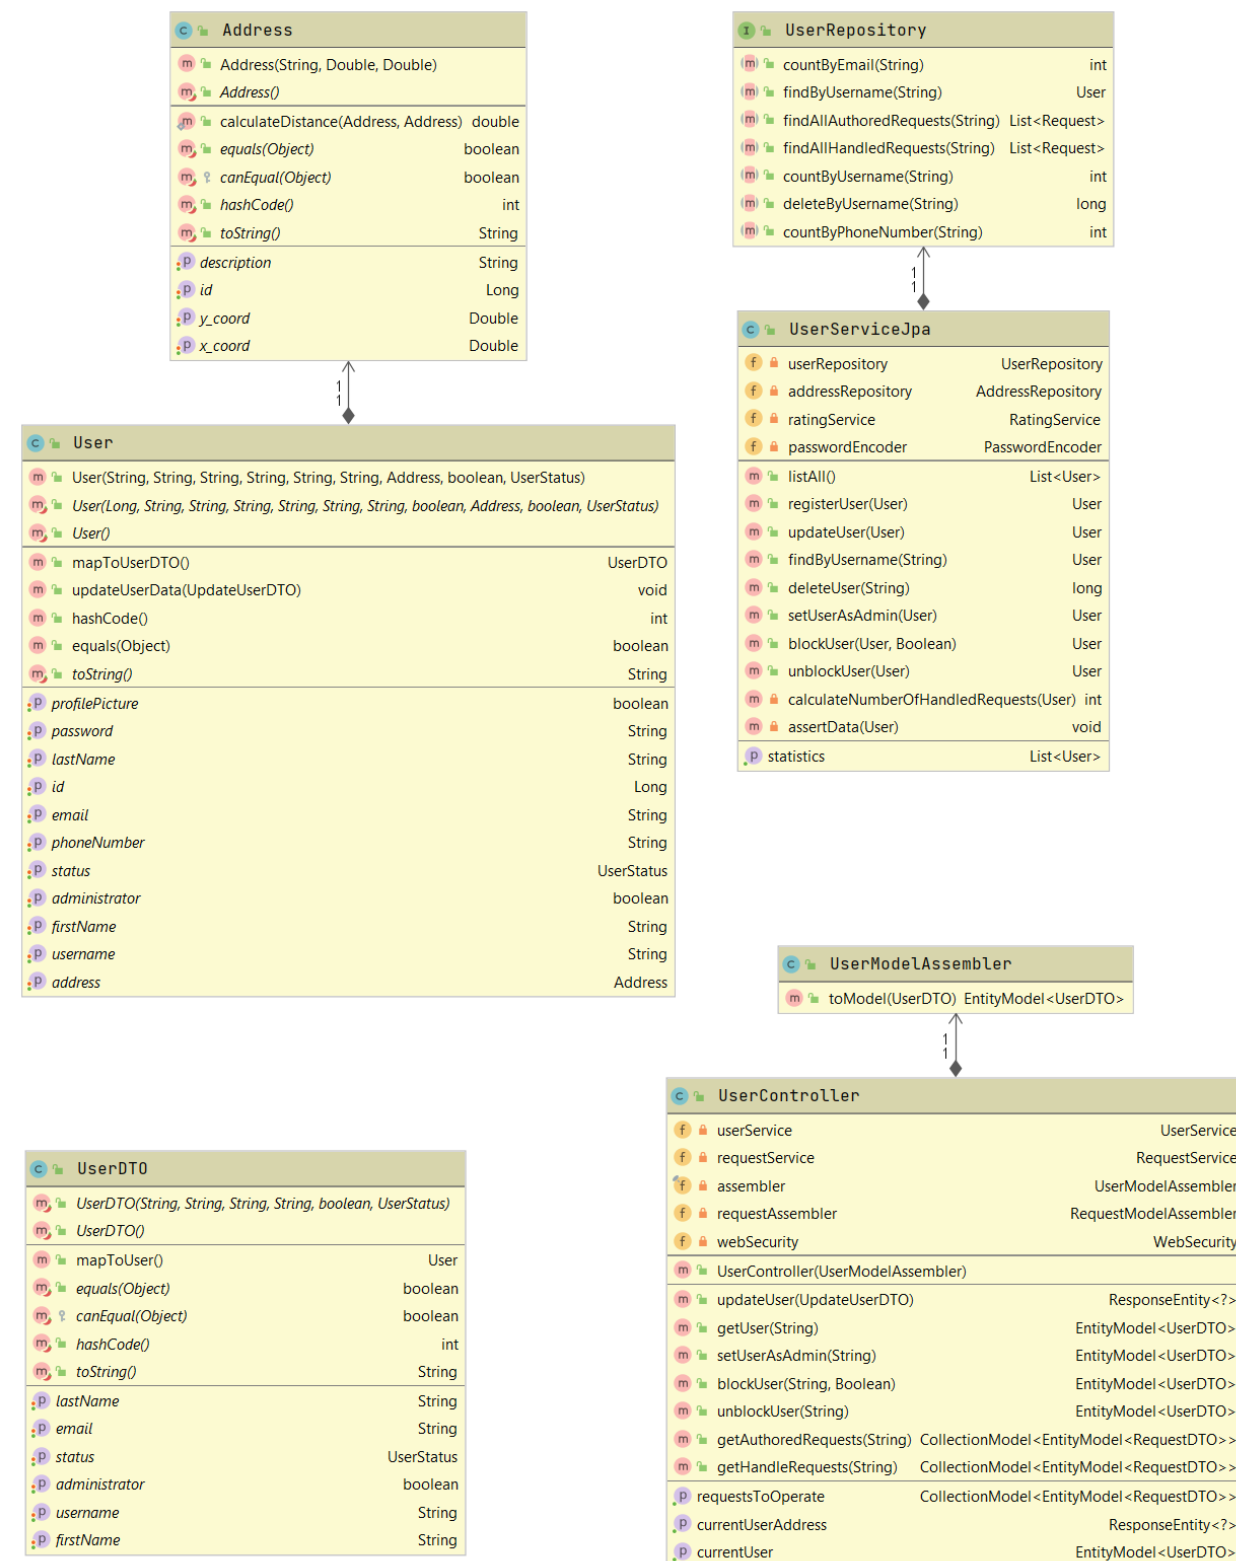 Address
Address(String, Double, Double)
Address()
calculateDistance(Address, Address) double
equals(Object) boolean
canEqual(Object) boolean
hashCode() int
toString() String
description String
id Long
y_coord Double
x_coord Double
1
1
User
User(String, String, String, String, String, String, Address, boolean, UserStatus)
User(Long, String, String, String, String, String, String, boolean, Address, boolean, UserStatus)
User()
mapToUserDTO() UserDTO
updateUserData(UpdateUserDTO) void
hashCode() int
equals(Object) boolean
toString() String
profilePicture boolean
password String
lastName String
id Long
email String
phoneNumber String
status UserStatus
administrator boolean
firstName String
username String
address Address
UserRepository
countByEmail(String) int
findByUsername(String) User
findAllAuthoredRequests(String) List<Request>
findAllHandledRequests(String) List<Request>
countByUsername(String) int
deleteByUsername(String) long
countByPhoneNumber(String) int
1
1
UserServiceJpa
userRepository UserRepository
addressRepository AddressRepository
ratingService RatingService
passwordEncoder PasswordEncoder
listAll() List<User>
registerUser(User) User
updateUser(User) User
findByUsername(String) User
deleteUser(String) long
setUserAsAdmin(User) User
blockUser(User, Boolean) User
unblockUser(User) User
calculateNumberOfHandledRequests(User) int
assertData(User) void
statistics List<User>
UserModelAssembler
toModel(UserDTO) EntityModel<UserDTO>
1
1
UserController
userService UserService
requestService RequestService
assembler UserModelAssembler
requestAssembler RequestModelAssembler
webSecurity WebSecurity
UserController(UserModelAssembler)
updateUser(UpdateUserDTO) ResponseEntity<?>
getUser(String) EntityModel<UserDTO>
setUserAsAdmin(String) EntityModel<UserDTO>
blockUser(String, Boolean) EntityModel<UserDTO>
unblockUser(String) EntityModel<UserDTO>
getAuthoredRequests(String) CollectionModel<EntityModel<RequestDTO>>
getHandleRequests(String) CollectionModel<EntityModel<RequestDTO>>
requestsToOperate CollectionModel<EntityModel<RequestDTO>>
currentUserAddress ResponseEntity<?>
currentUser EntityModel<UserDTO>
UserDTO
UserDTO(String, String, String, String, boolean, UserStatus)
UserDTO()
mapToUser() User
equals(Object) boolean
canEqual(Object) boolean
hashCode() int
toString() String
lastName String
email String
status UserStatus
administrator boolean
username String
firstName String